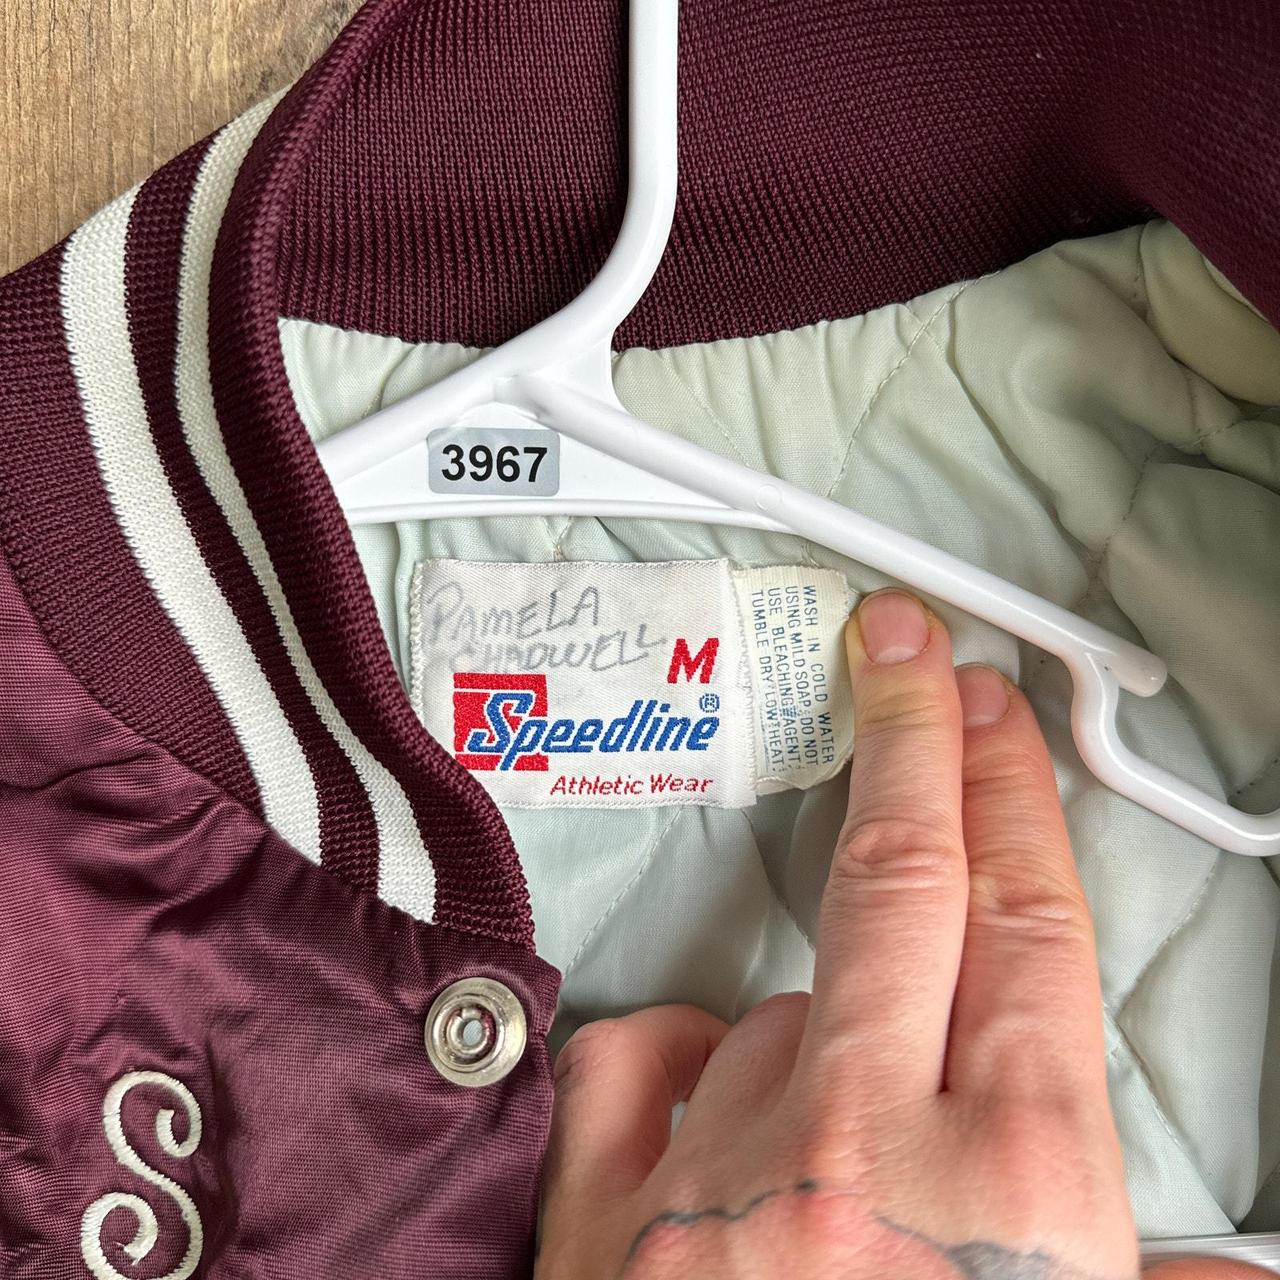 3967
PAMELA
CHADWELL
M
Speedline®
Athletic Wear
WASH IN COLD WATER
USING MILD SOAP. DO NOT
USE BLEACHING AGENT.
TUMBLE DRY/LOW HEAT.
S